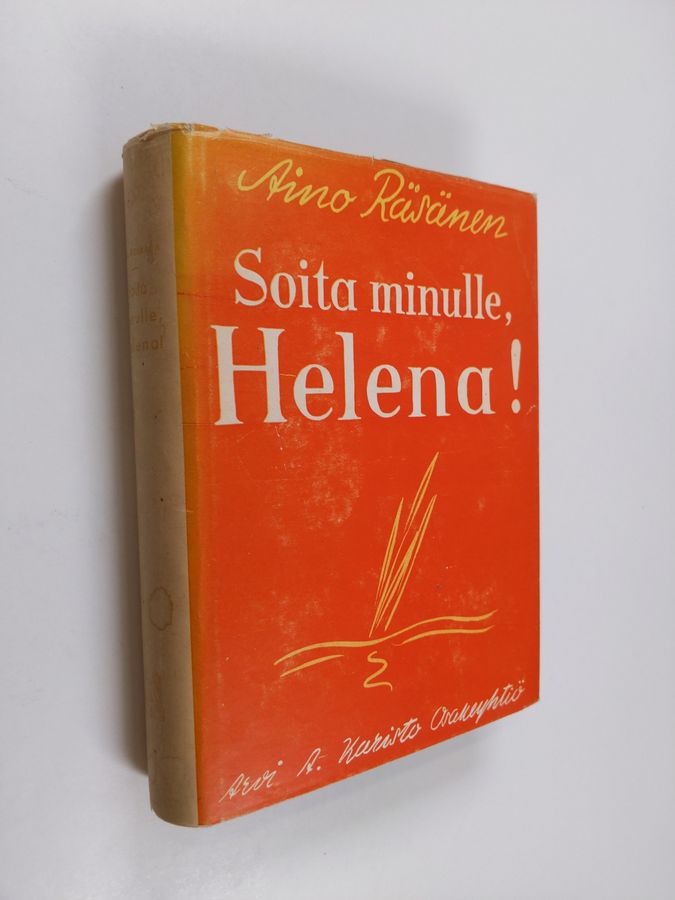 Aino Räsänen
Soita minulle,
Helena!
Arvi A. Karisto Osakeyhtiö